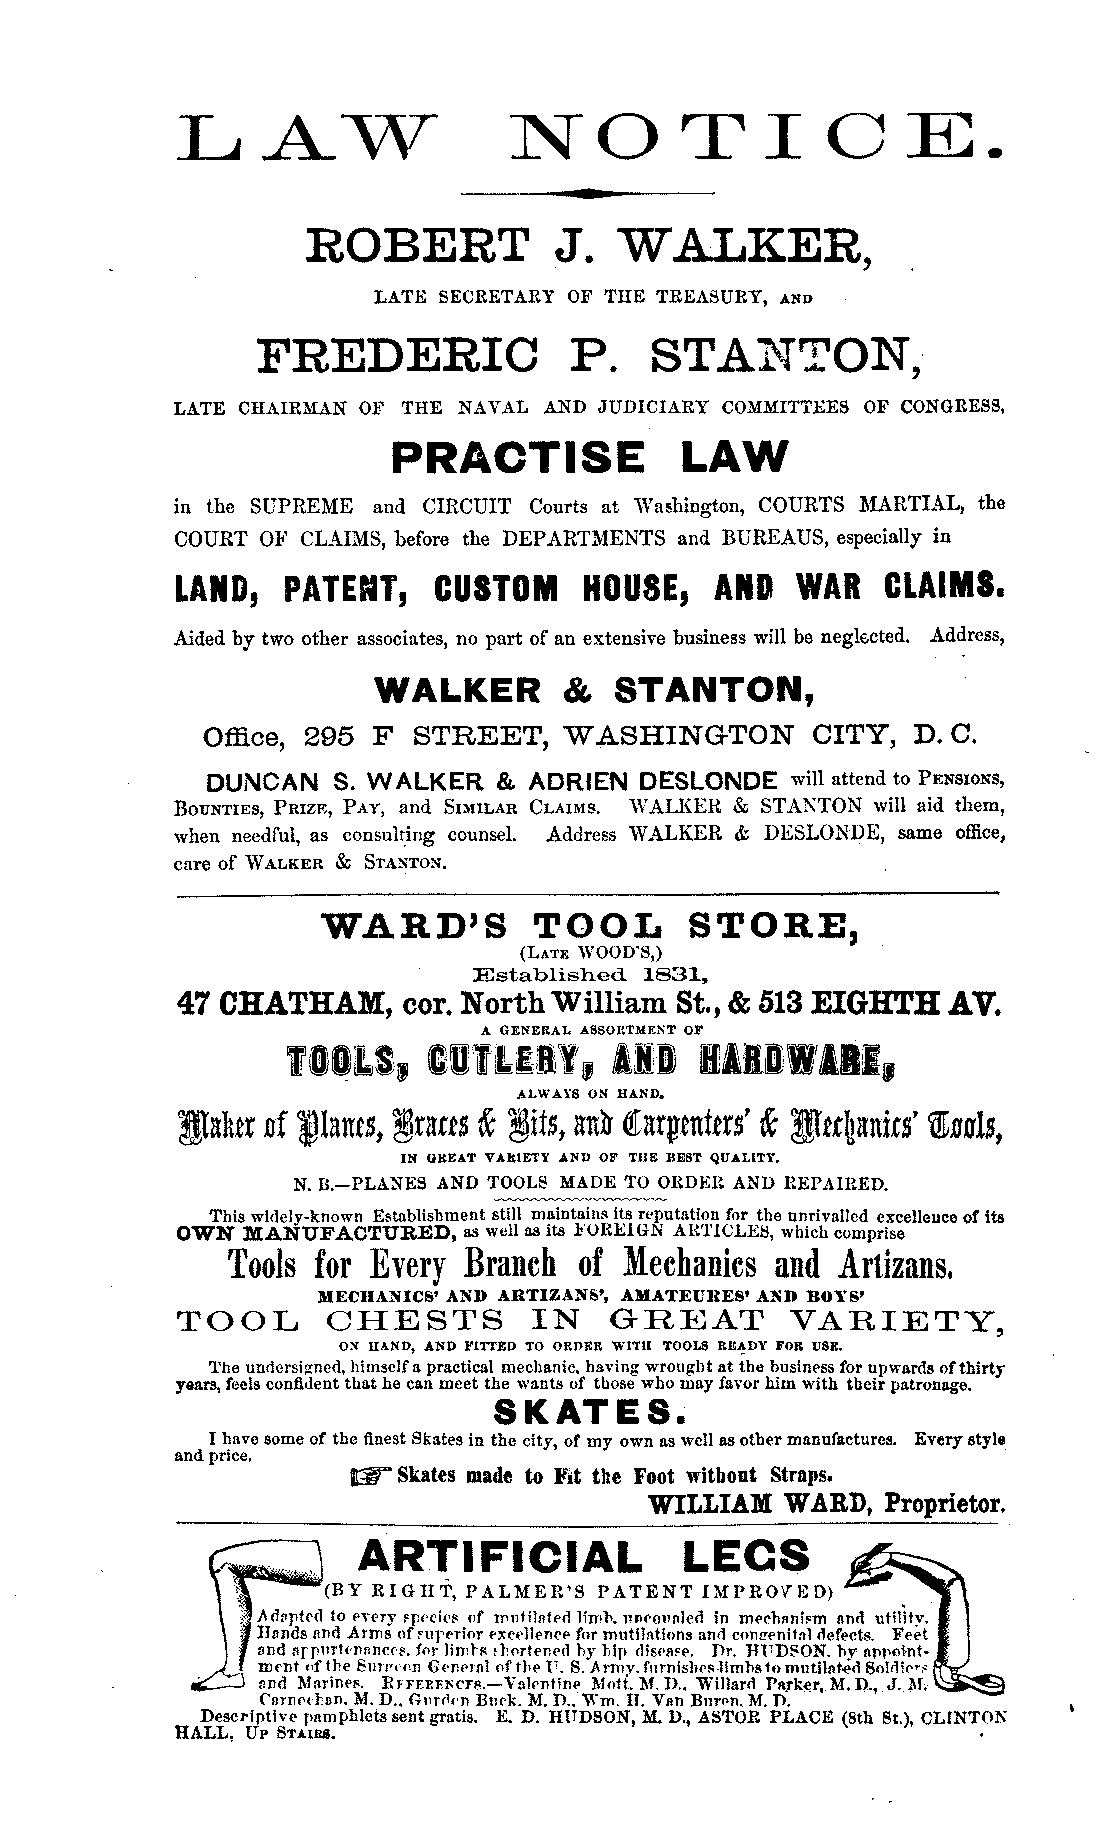 LAW NOTICE.
ROBERT J. WALKER,
LATE SECRETARY OF THE TREASURY, AND
FREDERIC P. STANTON,
LATE CHAIRMAN OF THE NAVAL AND JUDICIARY COMMITTEES OF CONGRESS,
PRACTISE LAW
in the SUPREME and CIRCUIT Courts at Washington, COURTS MARTIAL, the
COURT OF CLAIMS, before the DEPARTMENTS and BUREAUS, especially in
LAND, PATENT, CUSTOM HOUSE, AND WAR CLAIMS.
Aided by two other associates, no part of an extensive business will be neglected. Address,
WALKER & STANTON,
Office, 295 F STREET, WASHINGTON CITY, D. C.
DUNCAN S. WALKER & ADRIEN DESLONDE will attend to PENSIONS,
BOUNTIES, PRIZE, PAY, and SIMILAR CLAIMS. WALKER & STANTON will aid them,
when needful, as consulting counsel. Address WALKER & DESLONDE, same office,
care of WALKER & STANTON.
WARD'S TOOL STORE,
(LATE WOOD'S,)
Established 1831,
47 CHATHAM, cor. North William St., & 513 EIGHTH AV.
A GENERAL ASSORTMENT OF
TOOLS, CUTLERY, AND HARDWARE,
ALWAYS ON HAND.
Maker of Planes, Braces & Bits, and Carpenters' & Mechanics' Tools,
IN GREAT VARIETY AND OF THE BEST QUALITY.
N. B.—PLANES AND TOOLS MADE TO ORDER AND REPAIRED.
This widely-known Establishment still maintains its reputation for the unrivalled excellence of its
OWN MANUFACTURED, as well as its FOREIGN ARTICLES, which comprise
Tools for Every Branch of Mechanics and Artizans.
MECHANICS' AND ARTIZANS', AMATEURES' AND BOYS'
TOOL CHESTS IN GREAT VARIETY,
ON HAND, AND FITTED TO ORDER WITH TOOLS READY FOR USE.
The undersigned, himself a practical mechanic, having wrought at the business for upwards of thirty
years, feels confident that he can meet the wants of those who may favor him with their patronage.
SKATES.
I have some of the finest Skates in the city, of my own as well as other manufactures. Every style
and price.
☞ Skates made to Fit the Foot without Straps.
WILLIAM WARD, Proprietor.
ARTIFICIAL LEGS
(BY RIGHT, PALMER'S PATENT IMPROVED)
Adapted to every species of mutilated limb, unequaled in mechanism and utility.
Hands and Arms of superior excellence for mutilations and congenital defects. Feet
and appurtenances, for limbs shortened by hip disease. Dr. HUDSON, by appoint-
ment of the Surgeon General of the U. S. Army, furnishes limbs to mutilated Soldiers
and Marines. REFERENCES.—Valentine Mott, M. D., Willard Parker, M. D., J. M.
Carnochan, M. D., Gurden Buck, M. D., Wm. H. Van Buren, M. D.
Descriptive pamphlets sent gratis. E. D. HUDSON, M. D., ASTOR PLACE (8th St.), CLINTON
HALL, UP STAIRS.